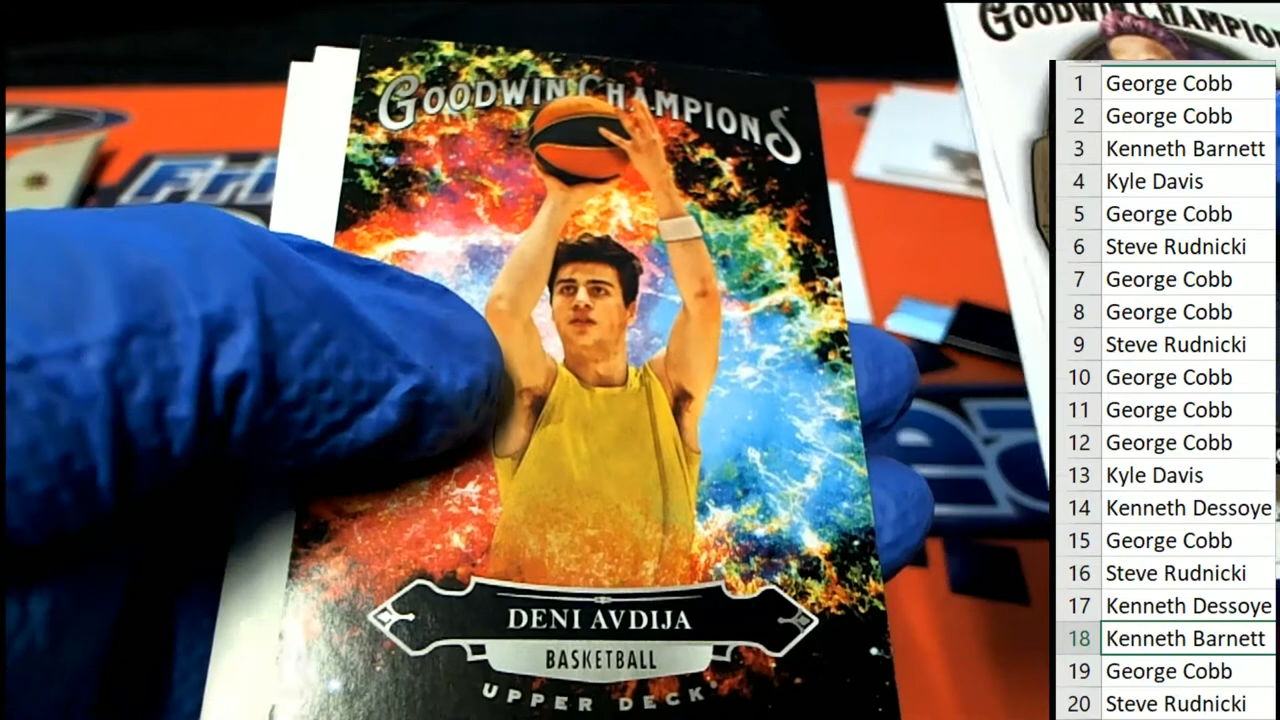 GOODWIN CHAMPIONS
DENI AVDIJA
BASKETBALL
UPPER DECK
GOODWIN CHAMPION
1 George Cobb
2 George Cobb
3 Kenneth Barnett
4 Kyle Davis
5 George Cobb
6 Steve Rudnicki
7 George Cobb
8 George Cobb
9 Steve Rudnicki
10 George Cobb
11 George Cobb
12 George Cobb
13 Kyle Davis
14 Kenneth Dessoye
15 George Cobb
16 Steve Rudnicki
17 Kenneth Dessoye
18 Kenneth Barnett
19 George Cobb
20 Steve Rudnicki